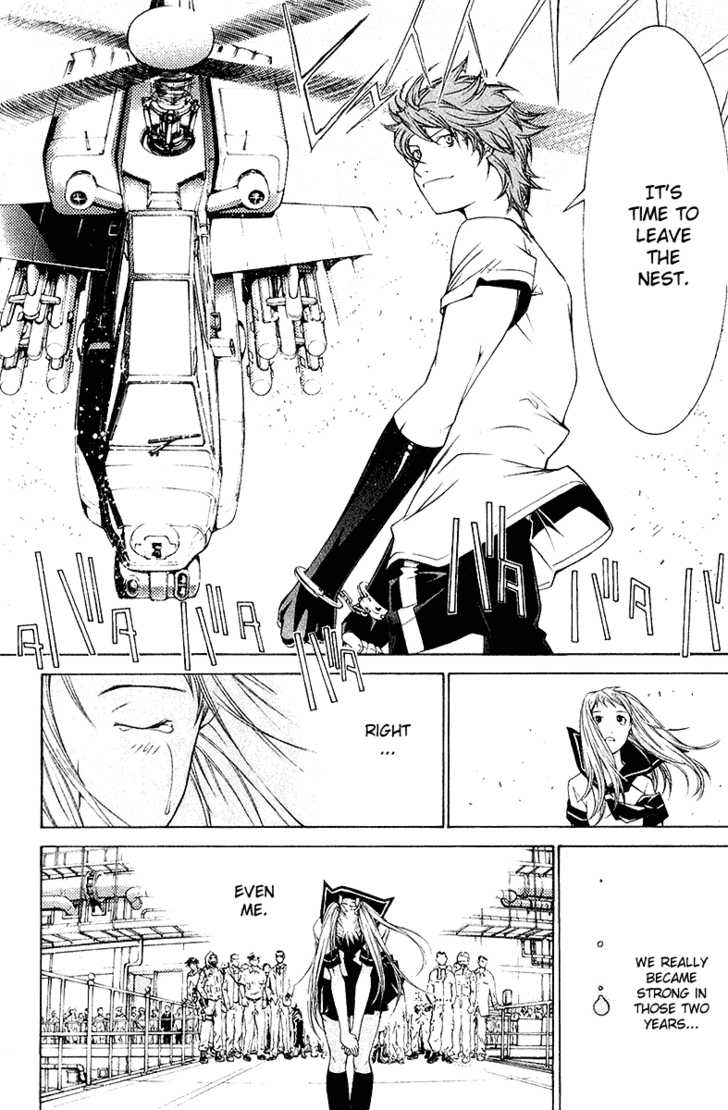 IT'S
TIME TO
LEAVE
THE
NEST.
RIGHT
...
WE REALLY
BECAME
STRONG IN
THOSE TWO
YEARS...
EVEN
ME.